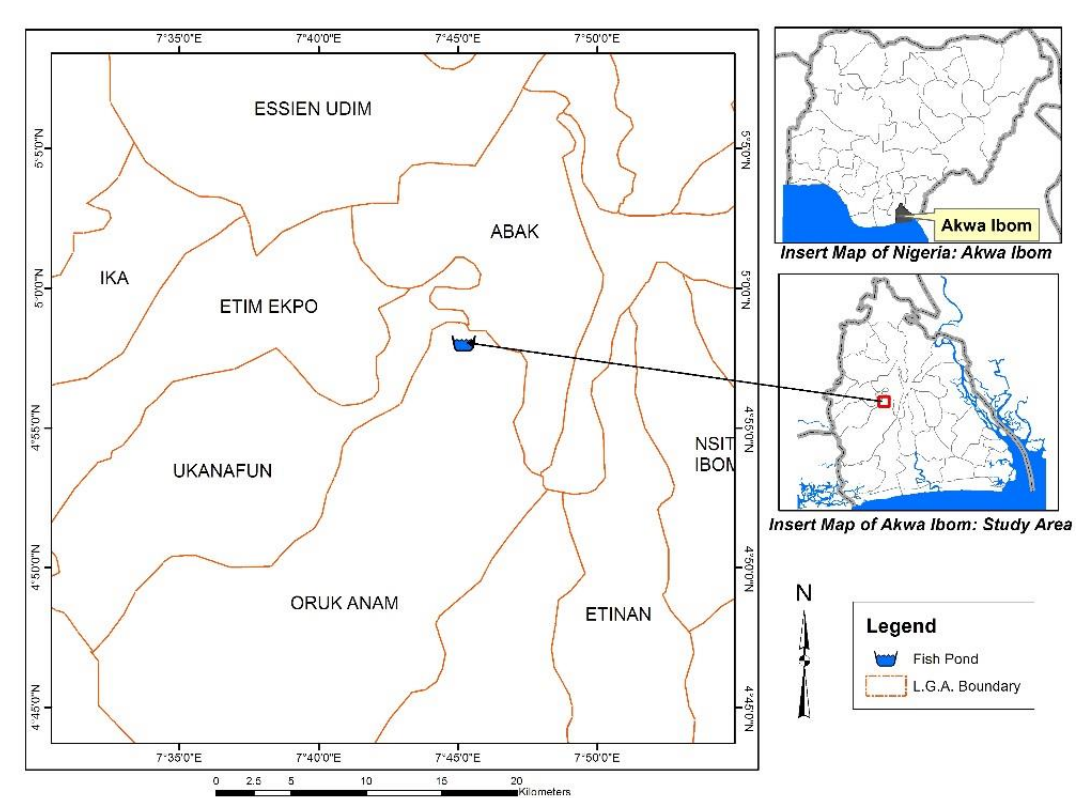 7°35'0"E 7°40'0"E 7°45'0"E 7°50'0"E
ESSIEN UDIM
5°5'0"N
5°5'0"N
ABAK
IKA
5°0'0"N
5°0'0"N
ETIM EKPO
4°55'0"N
4°55'0"N
NSIT
IBOM
UKANAFUN
4°50'0"N
4°50'0"N
ORUK ANAM
ETINAN
4°45'0"N
4°45'0"N
7°35'0"E 7°40'0"E 7°45'0"E 7°50'0"E
0 2.5 5 10 15 20
Kilometers
Akwa Ibom
Insert Map of Nigeria: Akwa Ibom
Insert Map of Akwa Ibom: Study Area
N
Legend
Fish Pond
L.G.A. Boundary